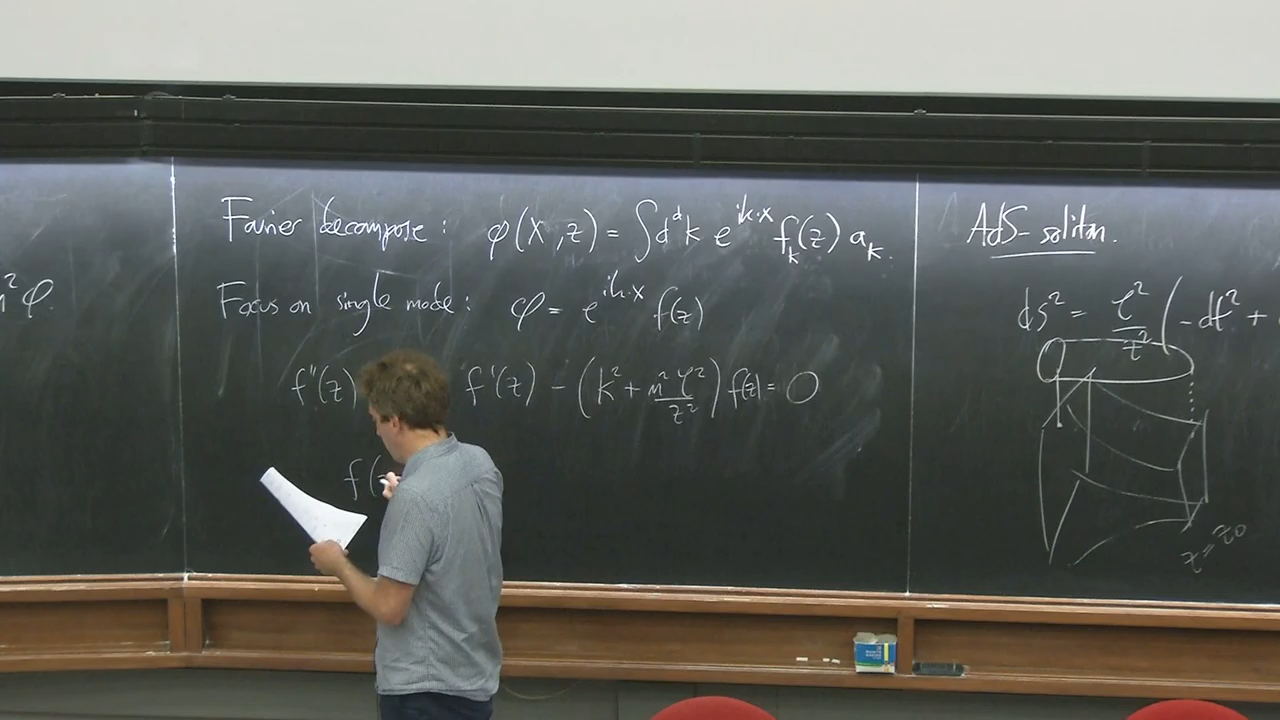 m²φ.
Fourier decompose: φ(x,z) = ∫d^d k e^{ik·x} f_k(z) a_k.
Focus on single mode: φ = e^{ik·x} f(z)
f''(z) f'(z) − (k² + m²ℓ²/z²) f(z) = 0
f(
AdS-soliton.
ds² = ℓ²/z² (−dt² +
z=z₀